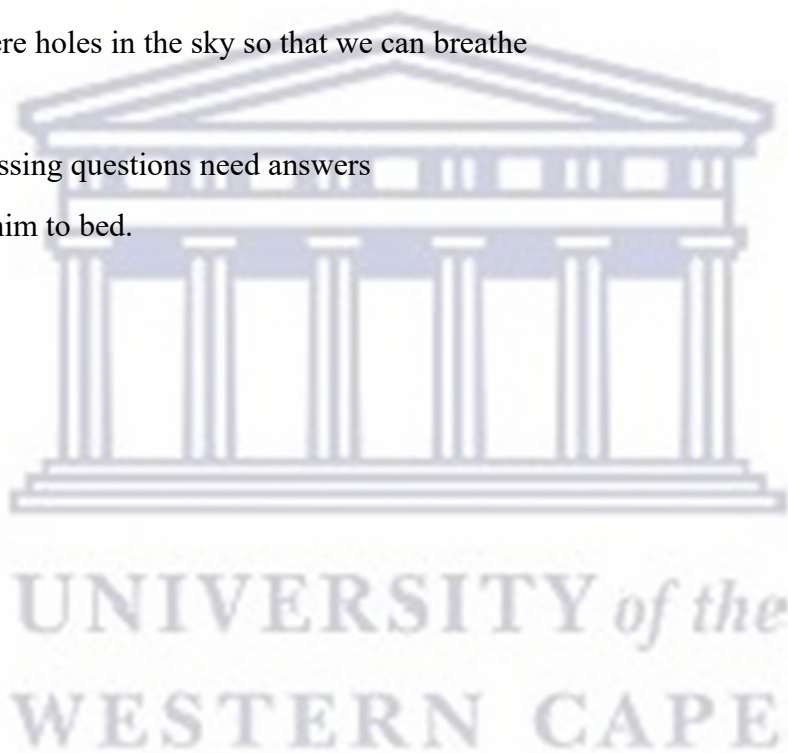 ere holes in the sky so that we can breathe
ssing questions need answers
him to bed.
UNIVERSITY of the
WESTERN CAPE